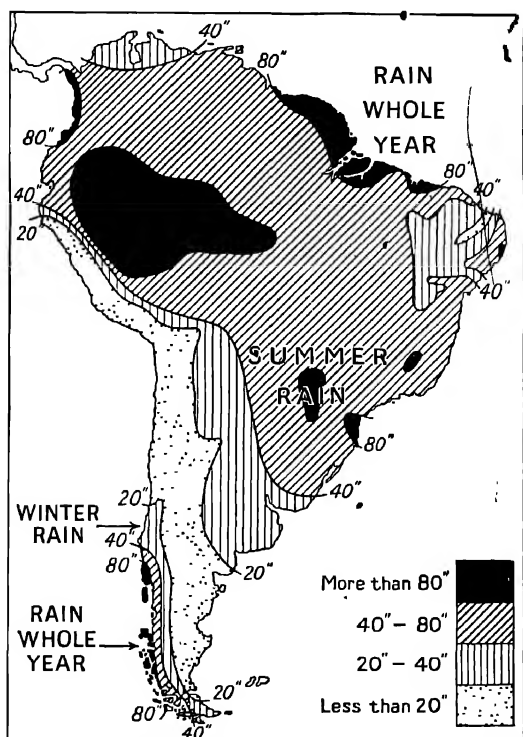 40"
80"
RAIN
WHOLE
YEAR
80"
80"
40"
40"
20"
40"
SUMMER
RAIN
80"
40"
20"
WINTER
RAIN
40"
80"
20"
RAIN
WHOLE
YEAR
20"
80"
40"
More than 80"
40"– 80"
20"– 40"
Less than 20"